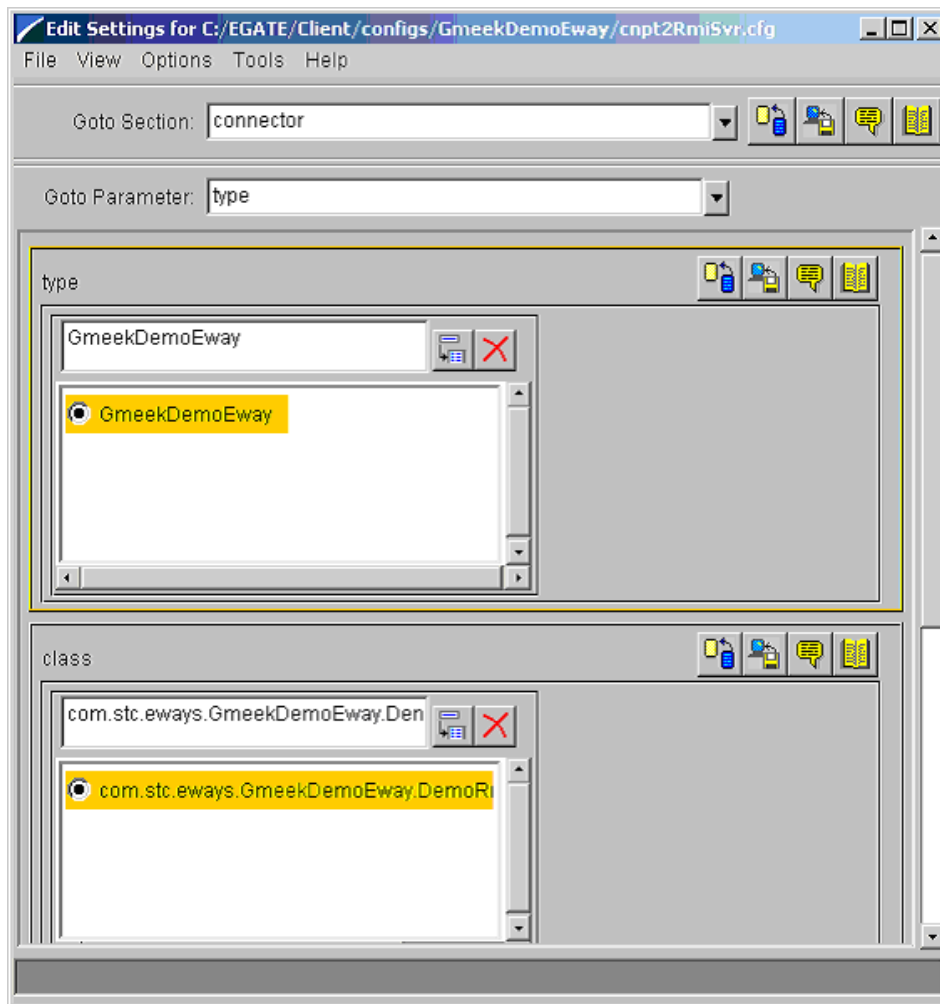 Edit Settings for C:/EGATE/Client/configs/GmeekDemoEway/cnpt2RmiSvr.cfg
File View Options Tools Help
Goto Section: connector
Goto Parameter: type
type
GmeekDemoEway
GmeekDemoEway
class
com.stc.eways.GmeekDemoEway.Den
com.stc.eways.GmeekDemoEway.DemoR